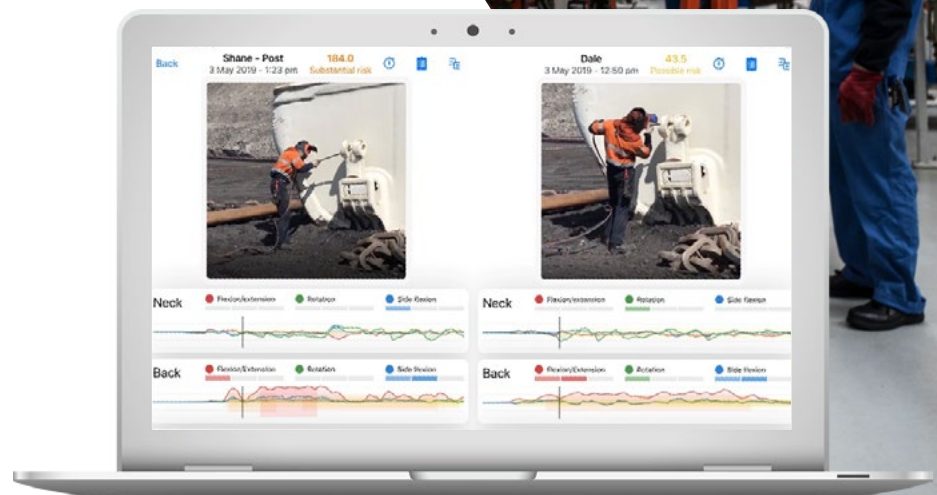 Back
Shane - Post
3 May 2019 - 1:23 pm
184.0
Substantial risk
Dale
3 May 2019 - 12:50 pm
43.5
Possible risk
Neck
Flexion/extension
Rotation
Side flexion
Neck
Flexion/extension
Rotation
Side flexion
Back
Flexion/Extension
Rotation
Side flexion
Back
Flexion/Extension
Rotation
Side flexion